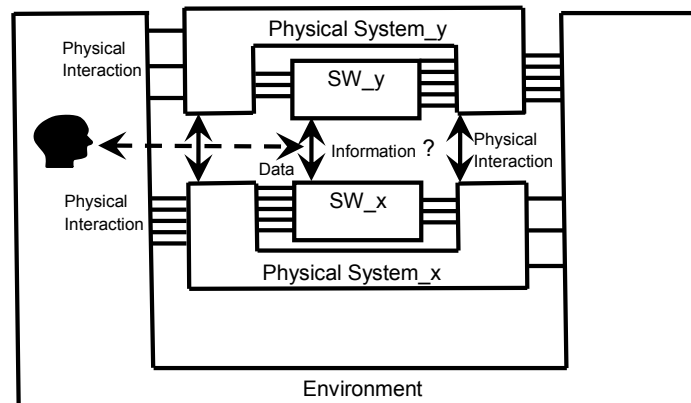 Physical System_y
Physical
Interaction
SW_y
Information ?
Physical
Interaction
Data
SW_x
Physical
Interaction
Physical System_x
Environment